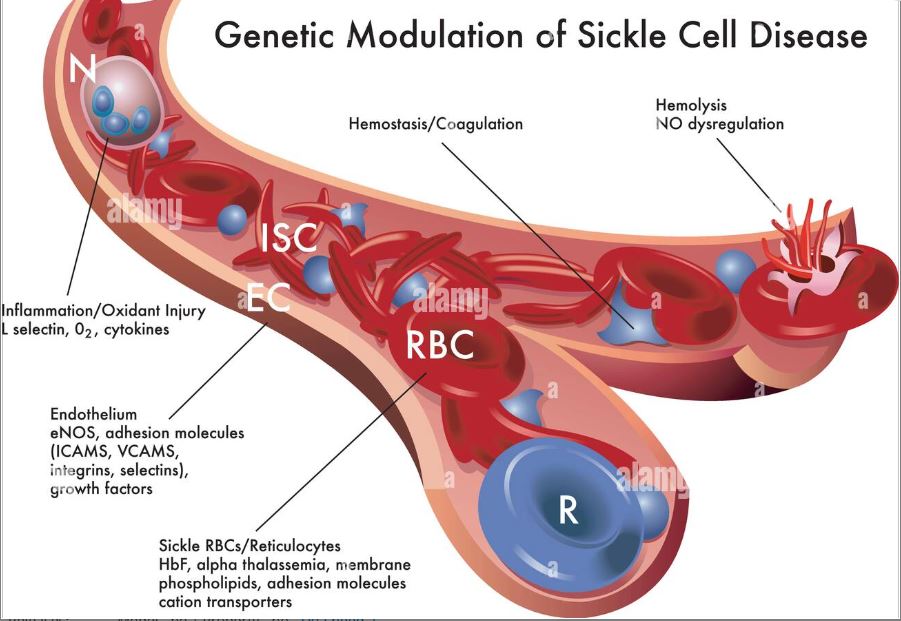 Genetic Modulation of Sickle Cell Disease
Hemolysis
NO dysregulation
Hemostasis/Coagulation
N
ISC
EC
RBC
R
Inflammation/Oxidant Injury
L selectin, 0₂, cytokines
Endothelium
eNOS, adhesion molecules
(ICAMS, VCAMS,
integrins, selectins),
growth factors
Sickle RBCs/Reticulocytes
HbF, alpha thalassemia, membrane
phospholipids, adhesion molecules
cation transporters
a
alamy
a
alamy
a
a
a
a
alamy
a
a